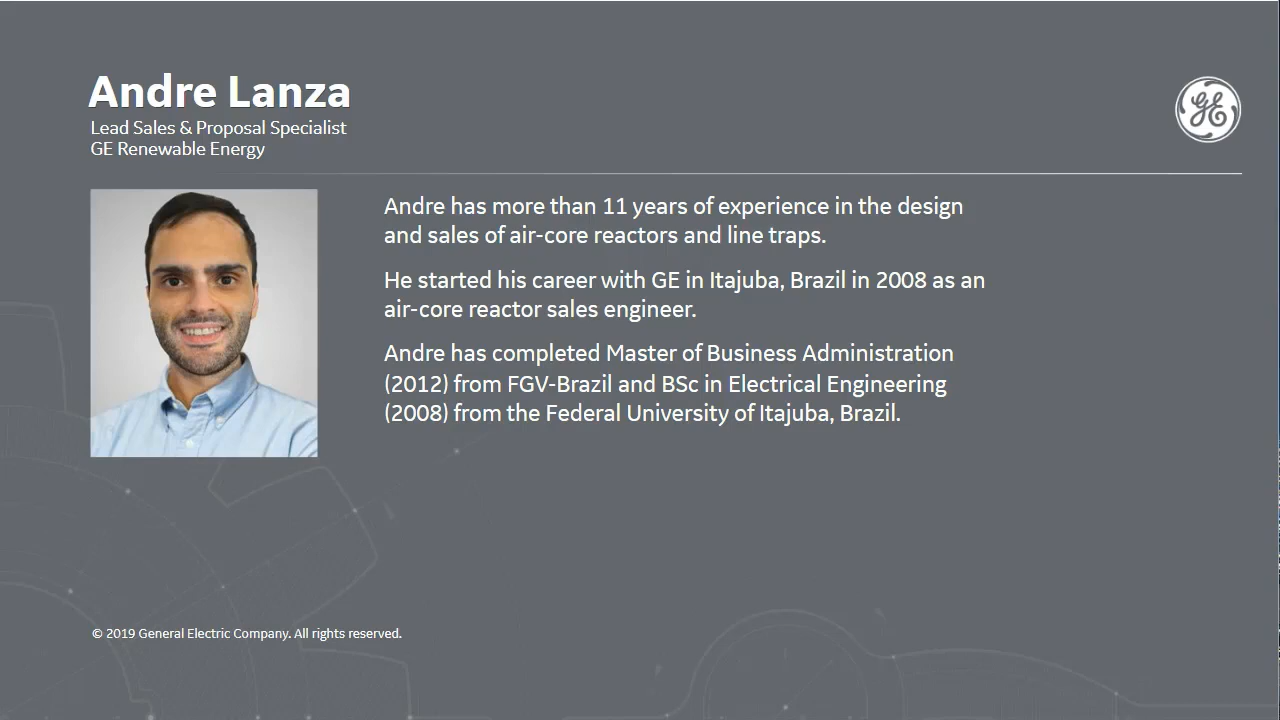 Andre Lanza
Lead Sales & Proposal Specialist
GE Renewable Energy
GE
Andre has more than 11 years of experience in the design
and sales of air-core reactors and line traps.
He started his career with GE in Itajuba, Brazil in 2008 as an
air-core reactor sales engineer.
Andre has completed Master of Business Administration
(2012) from FGV-Brazil and BSc in Electrical Engineering
(2008) from the Federal University of Itajuba, Brazil.
© 2019 General Electric Company. All rights reserved.